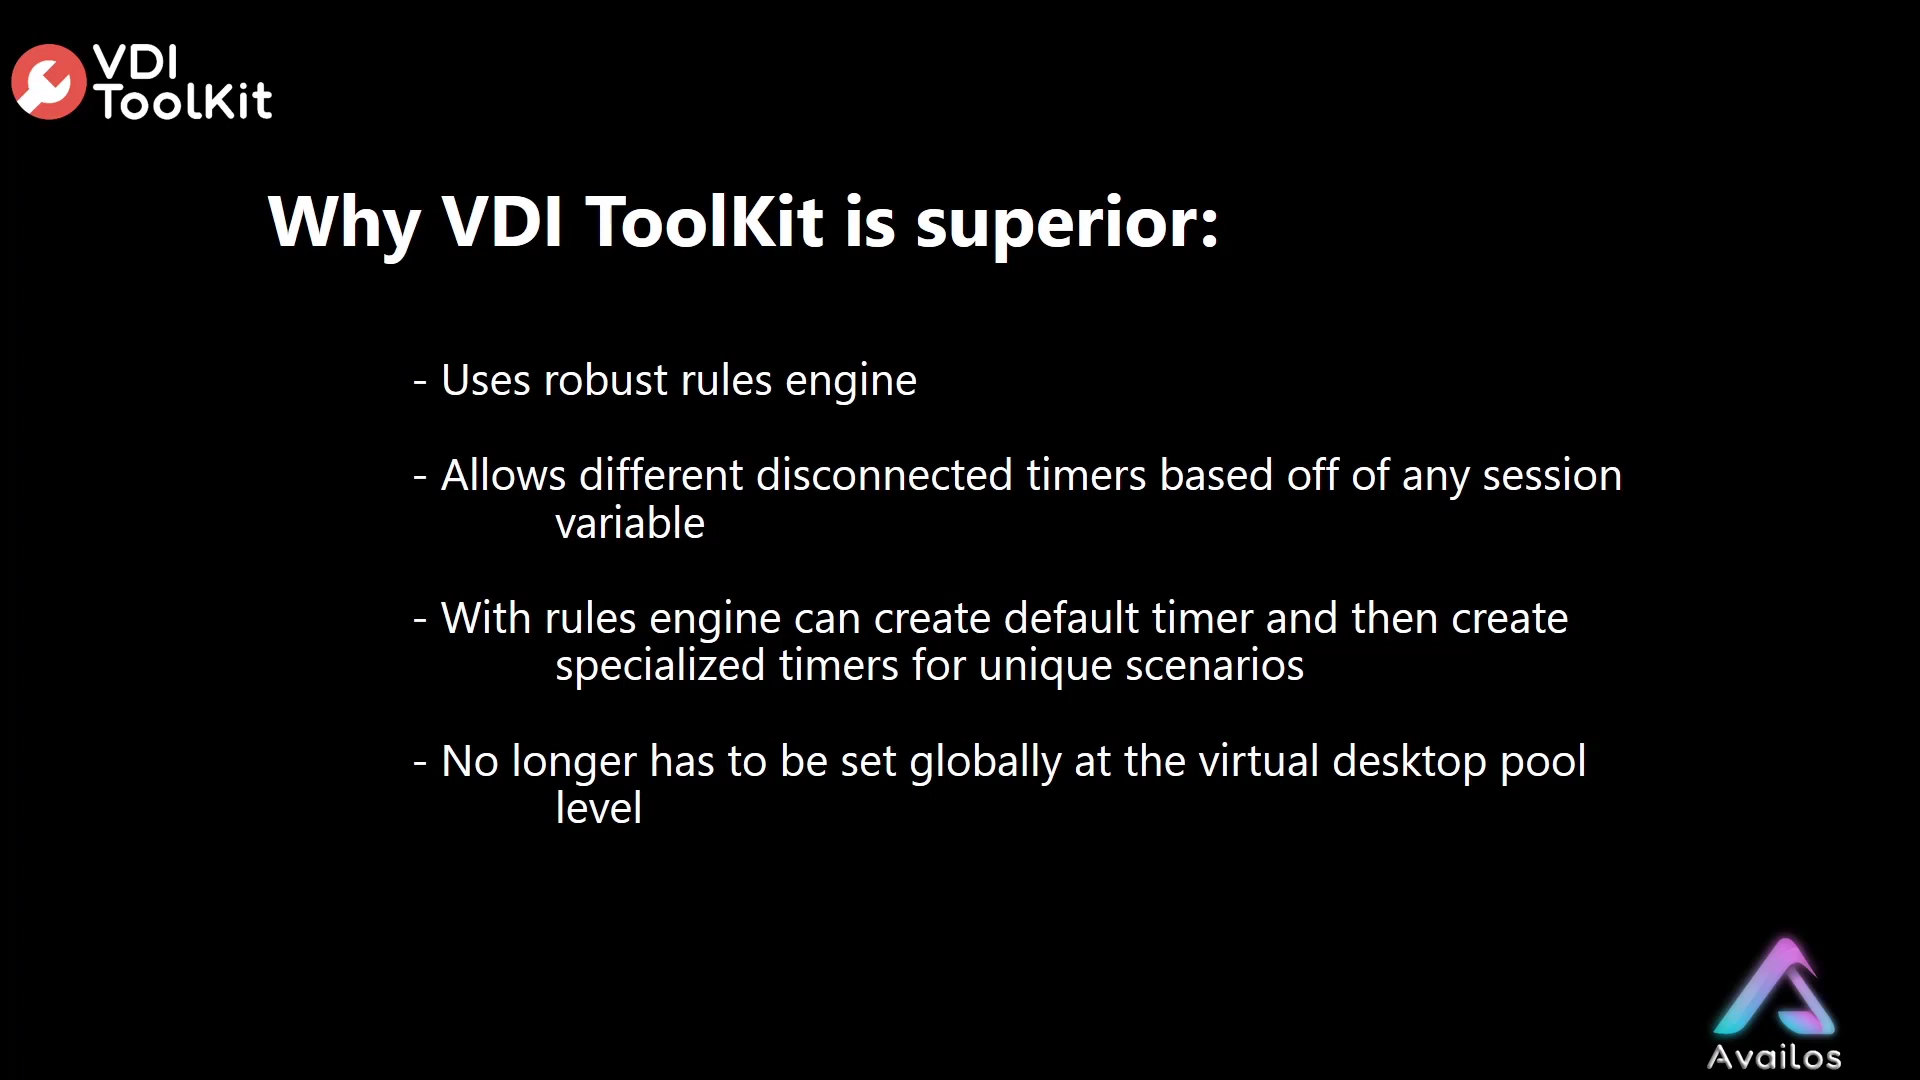 VDI
ToolKit
Why VDI ToolKit is superior:
- Uses robust rules engine
- Allows different disconnected timers based off of any session
variable
- With rules engine can create default timer and then create
specialized timers for unique scenarios
- No longer has to be set globally at the virtual desktop pool
level
Availos